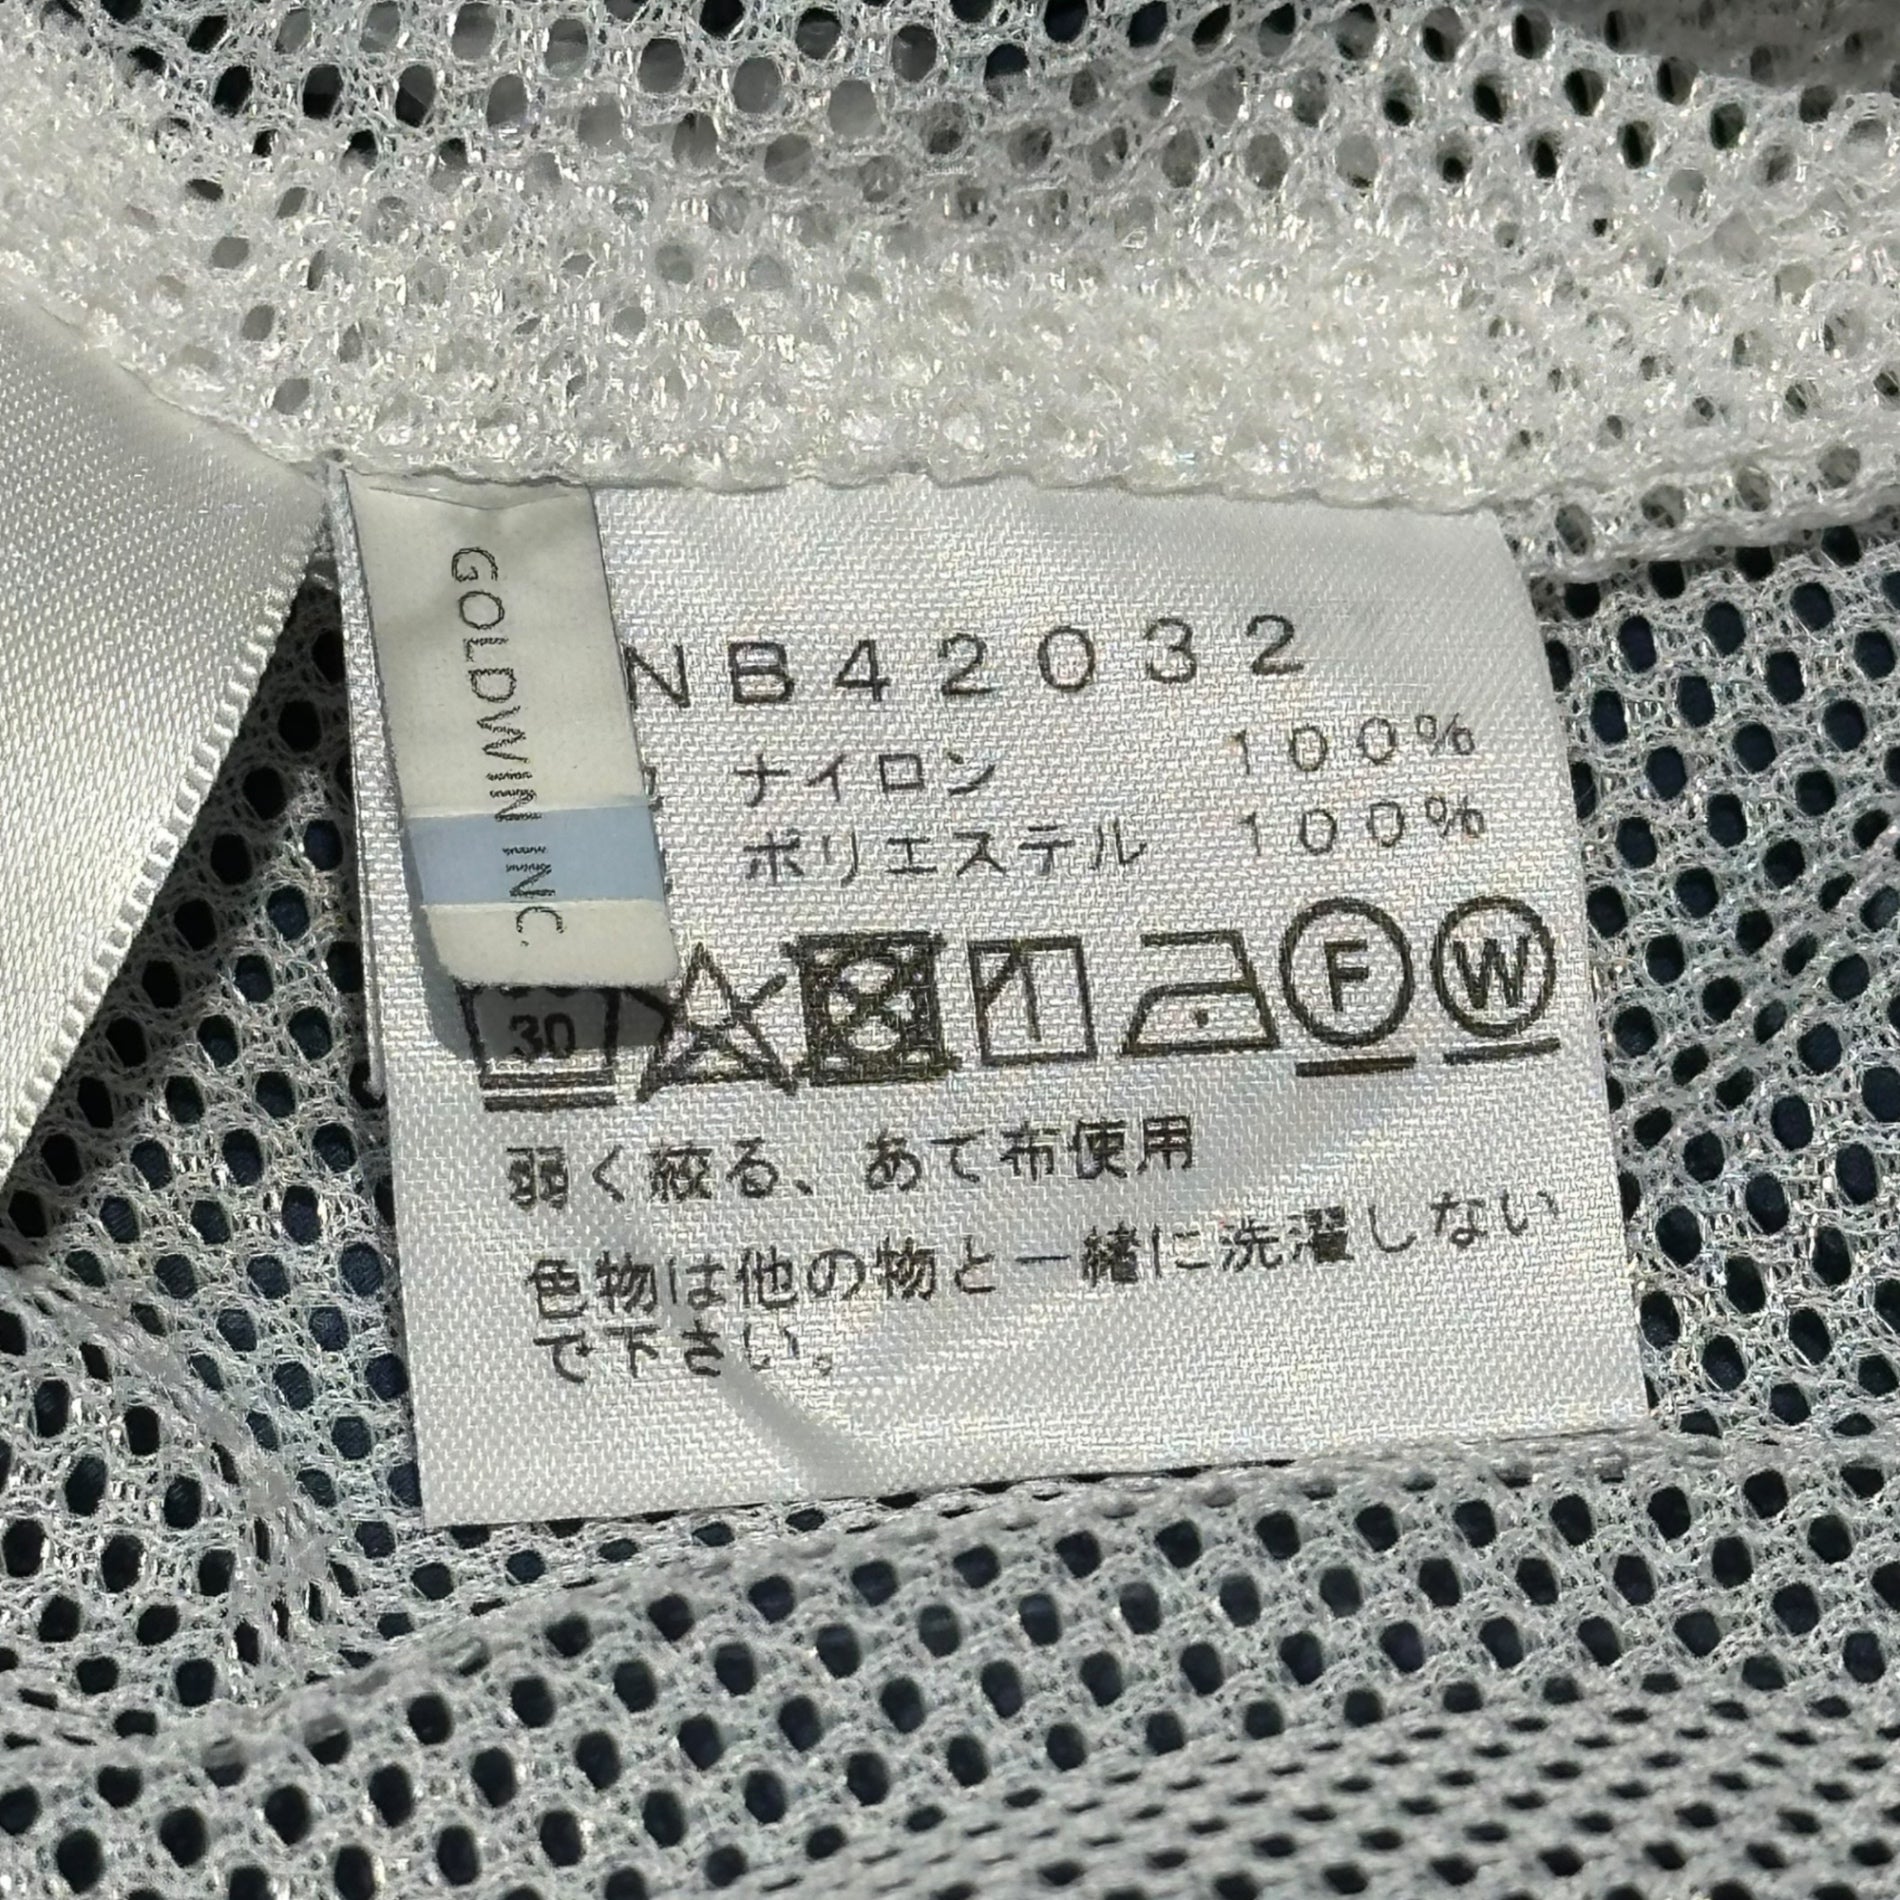 GOLDWIN INC.
NB42032
ナイロン 100%
ポリエステル 100%
30
F W
弱く絞る、あて布使用
色物は他の物と一緒に洗濯しない
で下さい。